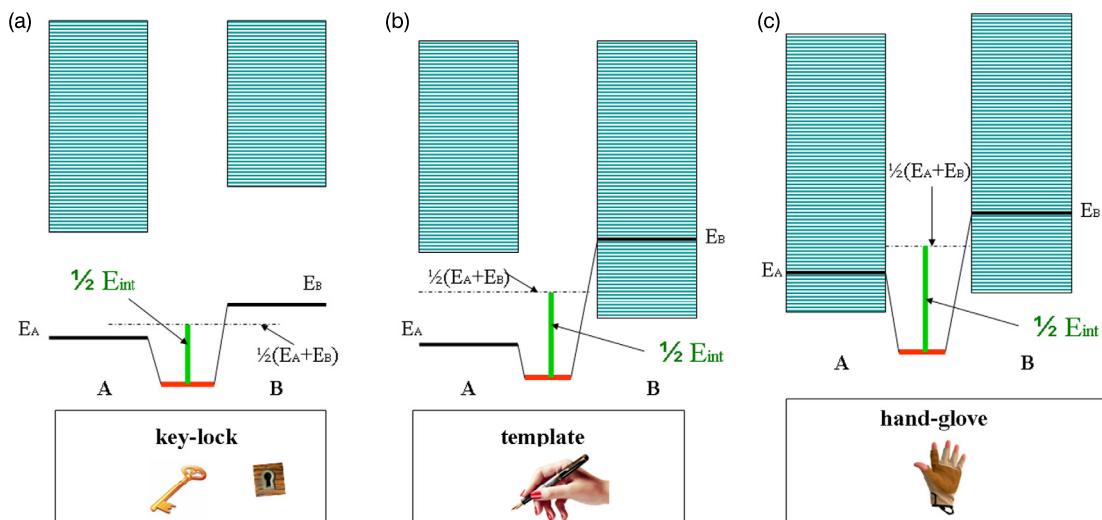 (a)
½ Eint
EB
EA
½(EA+EB)
A
B
key-lock
(b)
EB
½(EA+EB)
EA
½ Eint
A
B
template
(c)
½(EA+EB)
EB
EA
½ Eint
A
B
hand-glove